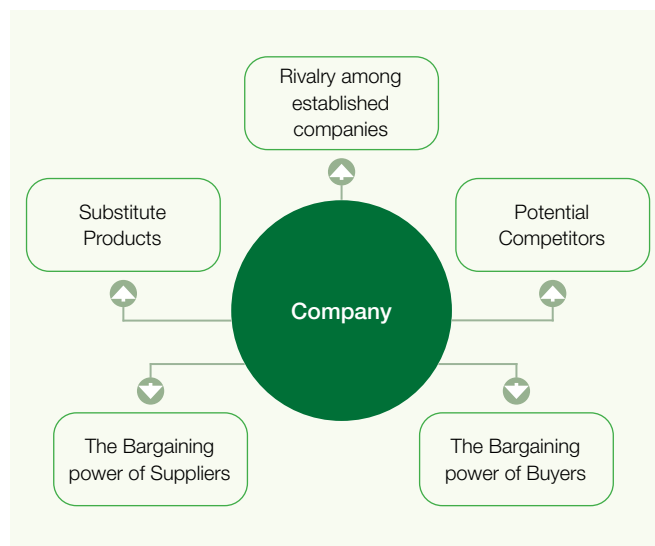 Rivalry among
established
companies
Substitute
Products
Potential
Competitors
Company
The Bargaining
power of Suppliers
The Bargaining
power of Buyers